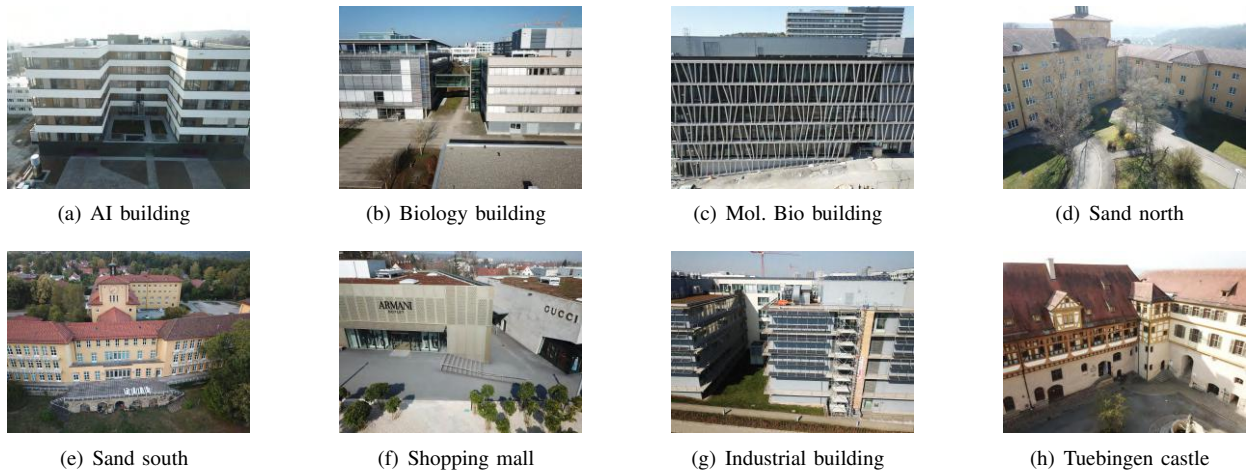 (a) AI building
(b) Biology building
(c) Mol. Bio building
(d) Sand north
ARMANI
GUCCI
(e) Sand south
(f) Shopping mall
(g) Industrial building
(h) Tuebingen castle